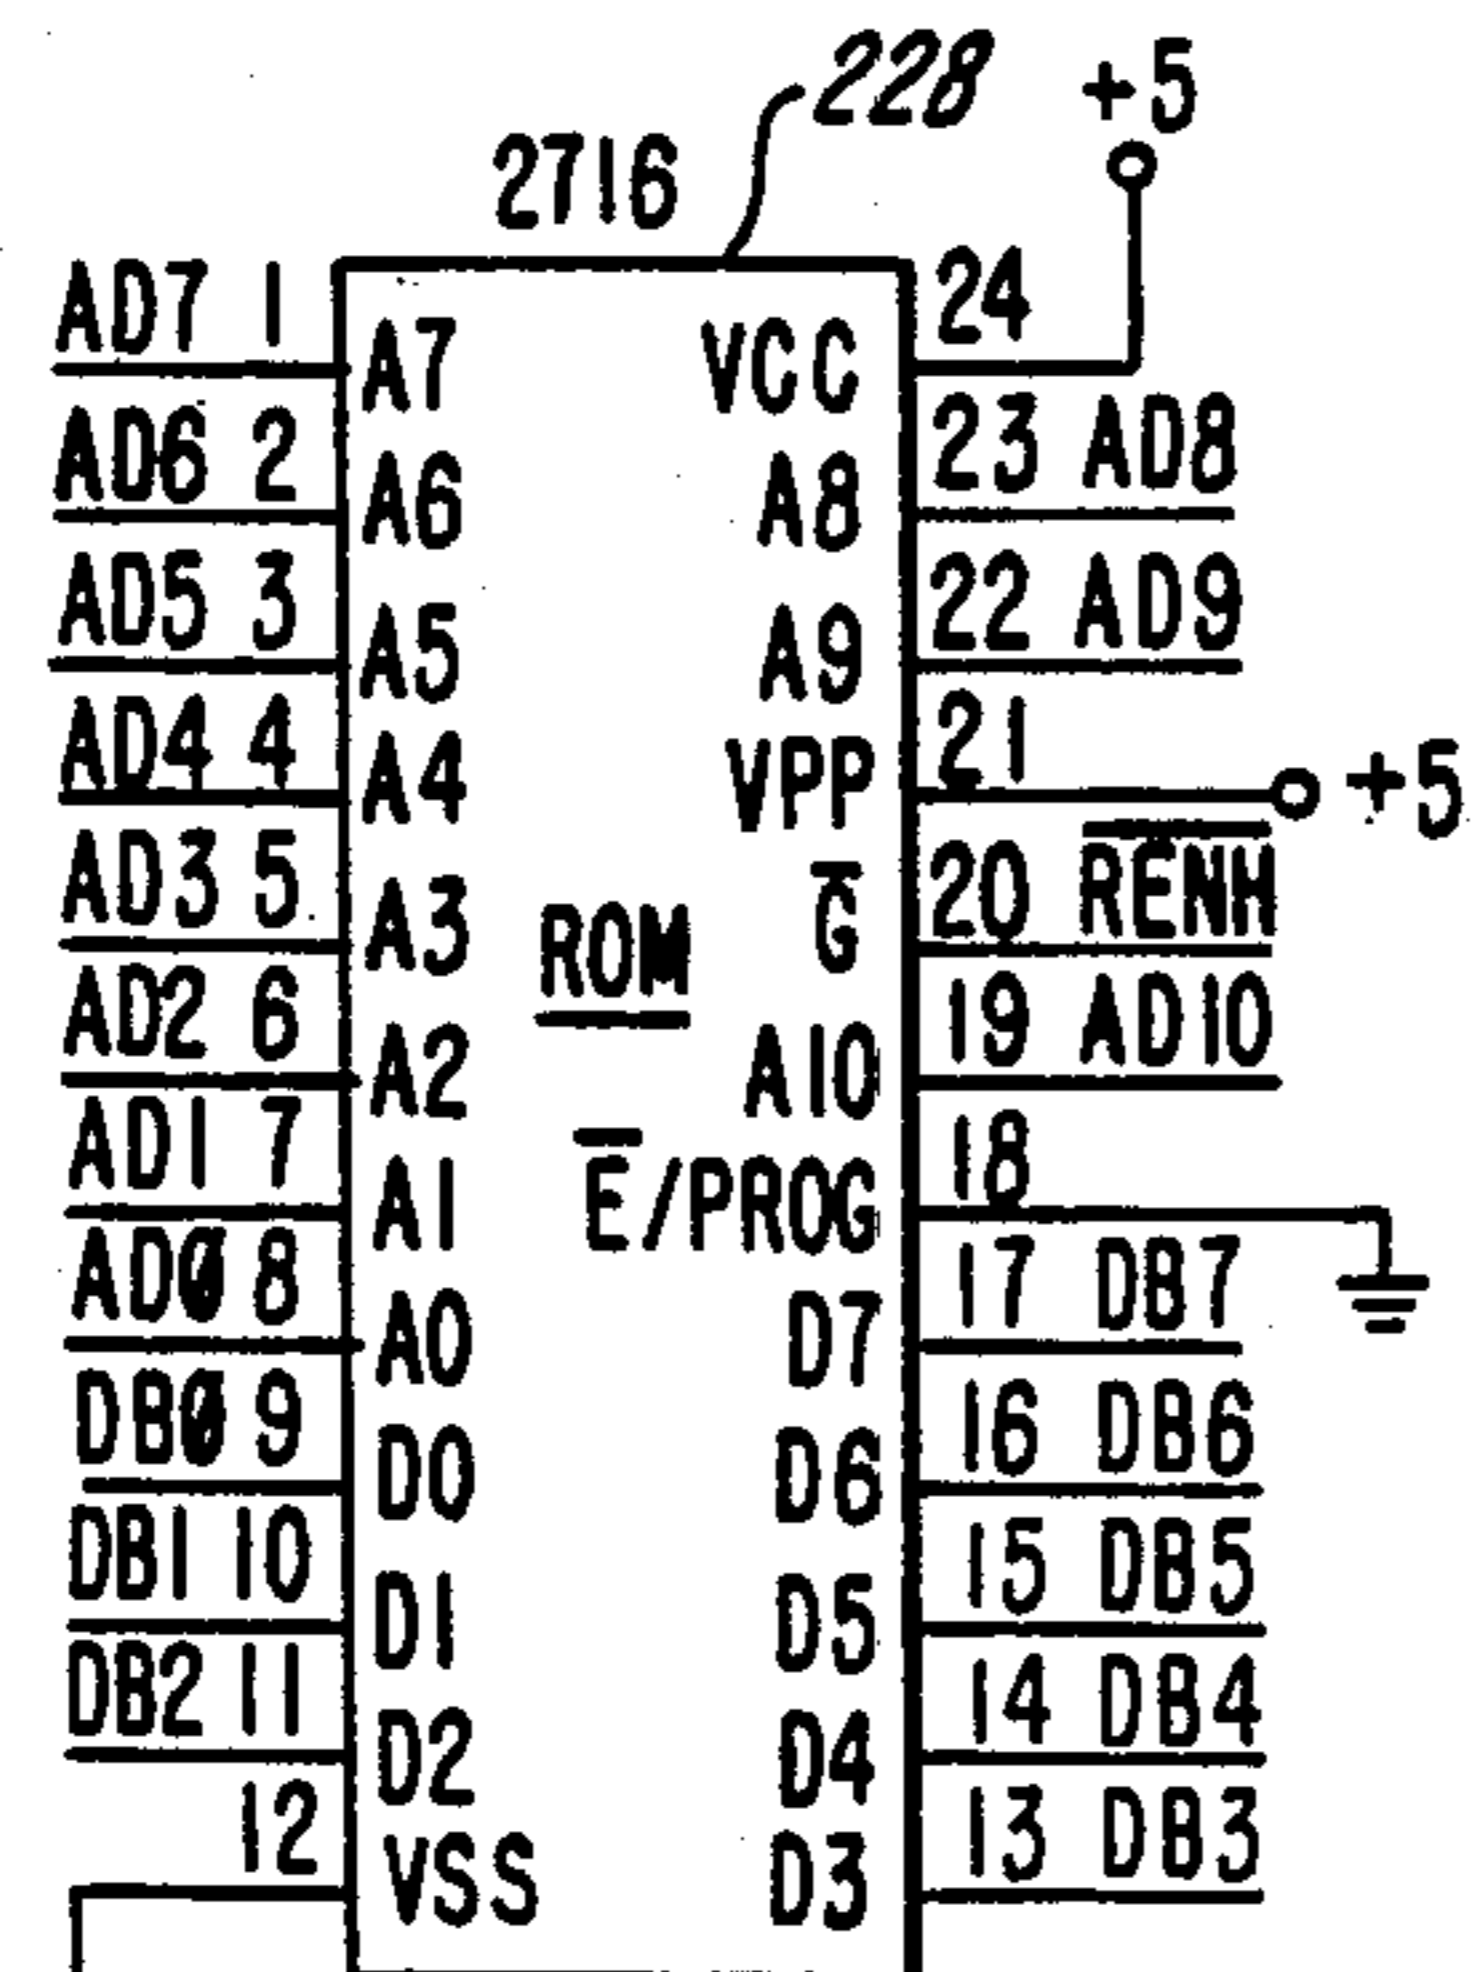 228 +5
2716
AD7 1 A7 VCC 24
AD6 2 A6 A8 23 AD8
AD5 3 A5 A9 22 AD9
AD4 4 A4 VPP 21 +5
AD3 5 A3 G̅ 20 R̅E̅N̅H̅
ROM
AD2 6 A2 A10 19 AD10
AD1 7 A1 E̅/PROG 18
ADØ 8 A0 D7 17 DB7
DBØ 9 D0 D6 16 DB6
DB1 10 D1 D5 15 DB5
DB2 11 D2 D4 14 DB4
12 VSS D3 13 DB3